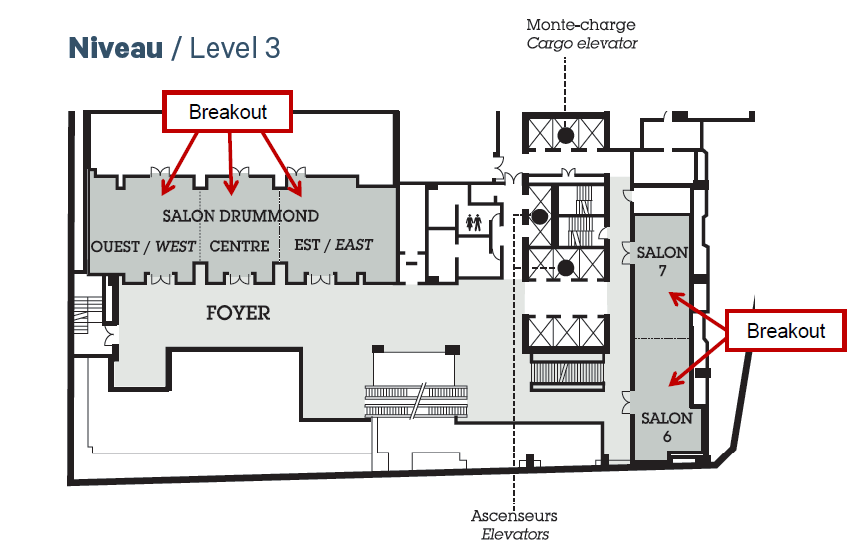 Niveau / Level 3
Monte-charge
Cargo elevator
Breakout
SALON DRUMMOND
OUEST / WEST
CENTRE
EST / EAST
SALON
7
FOYER
Breakout
SALON
6
Ascenseurs
Elevators